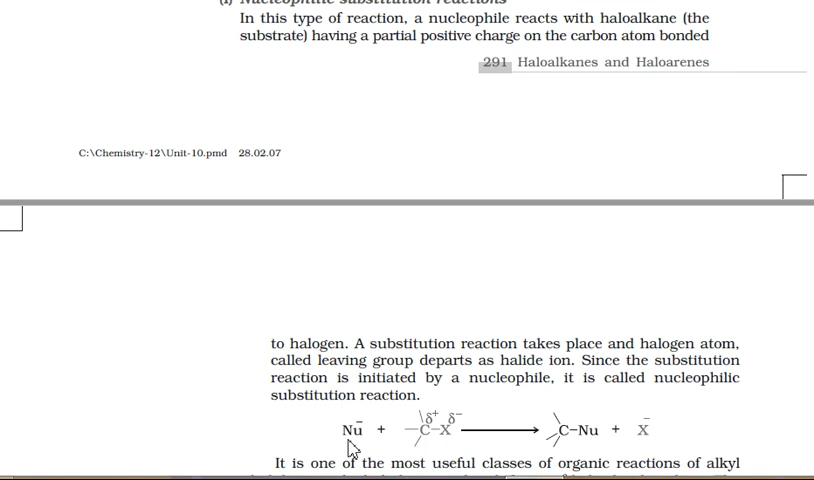 (i) Nucleophilic substitution reactions
In this type of reaction, a nucleophile reacts with haloalkane (the
substrate) having a partial positive charge on the carbon atom bonded
291 Haloalkanes and Haloarenes
C:\Chemistry-12\Unit-10.pmd 28.02.07
to halogen. A substitution reaction takes place and halogen atom,
called leaving group departs as halide ion. Since the substitution
reaction is initiated by a nucleophile, it is called nucleophilic
substitution reaction.
Nu⁻ + C–X δ⁺ δ⁻ ⟶ C–Nu + X⁻
It is one of the most useful classes of organic reactions of alkyl